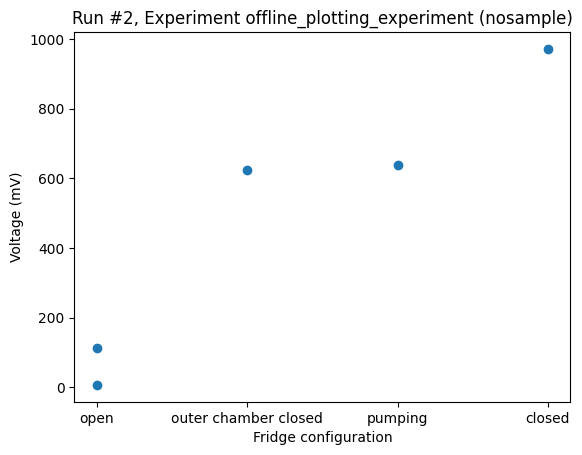 Run #2, Experiment offline_plotting_experiment (nosample)
1000
800
600
400
200
0
Voltage (mV)
open outer chamber closed pumping closed
Fridge configuration